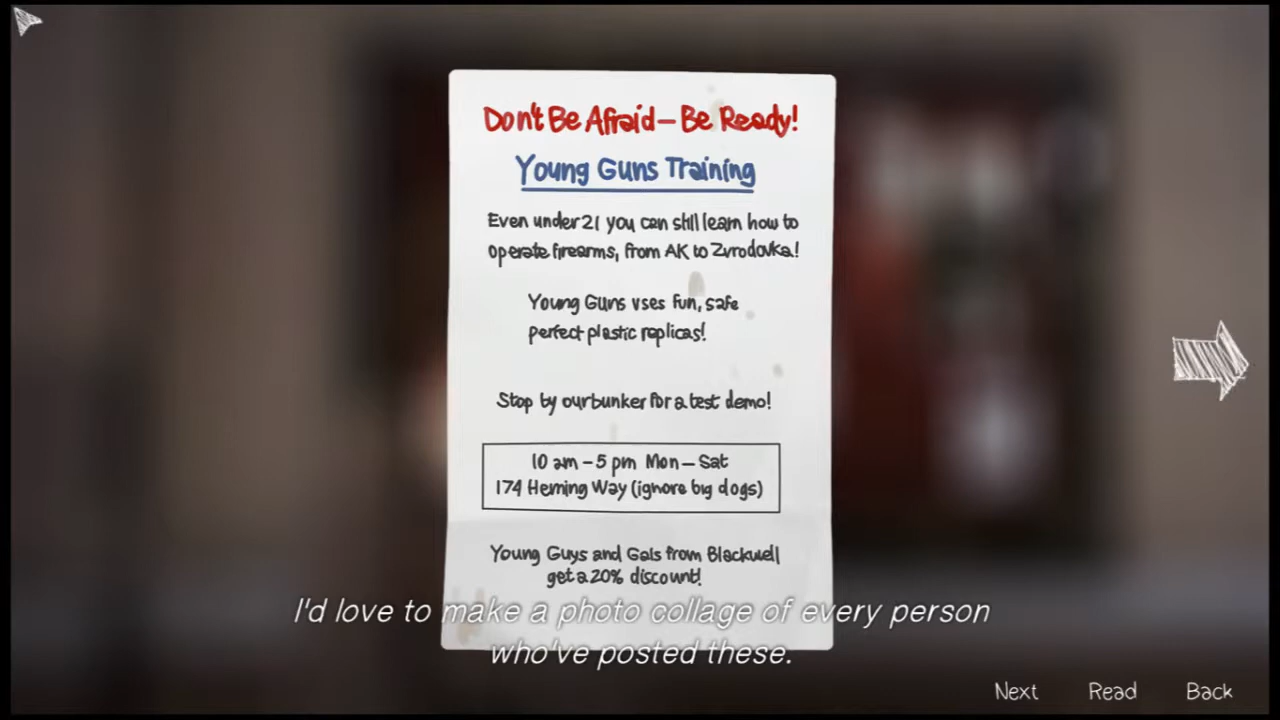 Don't Be Afraid – Be Ready!
Young Guns Training
Even under 21 you can still learn how to
operate firearms, from AK to Zvrodovka!
Young Guns uses fun, safe
perfect plastic replicas!
Stop by our bunker for a test demo!
10 am – 5 pm Mon – Sat
174 Heming Way (ignore big dogs)
Young Guys and Gals from Blackwell
get a 20% discount!
I'd love to make a photo collage of every person
who've posted these.
Next Read Back